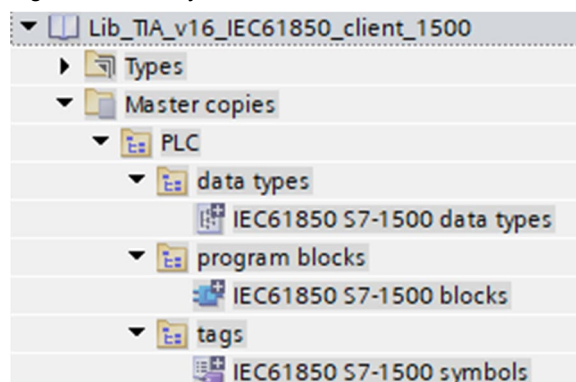 Lib_TIA_v16_IEC61850_client_1500
Types
Master copies
PLC
data types
IEC61850 S7-1500 data types
program blocks
IEC61850 S7-1500 blocks
tags
IEC61850 S7-1500 symbols